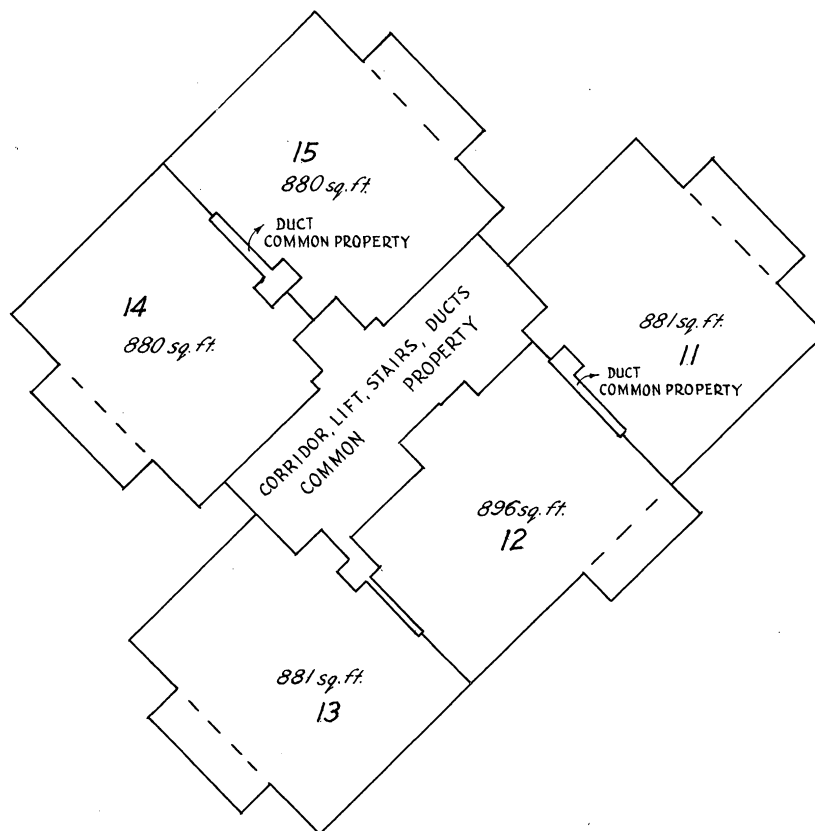 15
880 sq.ft.
DUCT
COMMON PROPERTY
14
880 sq.ft.
CORRIDOR, LIFT, STAIRS, DUCTS
COMMON PROPERTY
881 sq.ft.
11
DUCT
COMMON PROPERTY
896 sq.ft.
12
881 sq.ft.
13